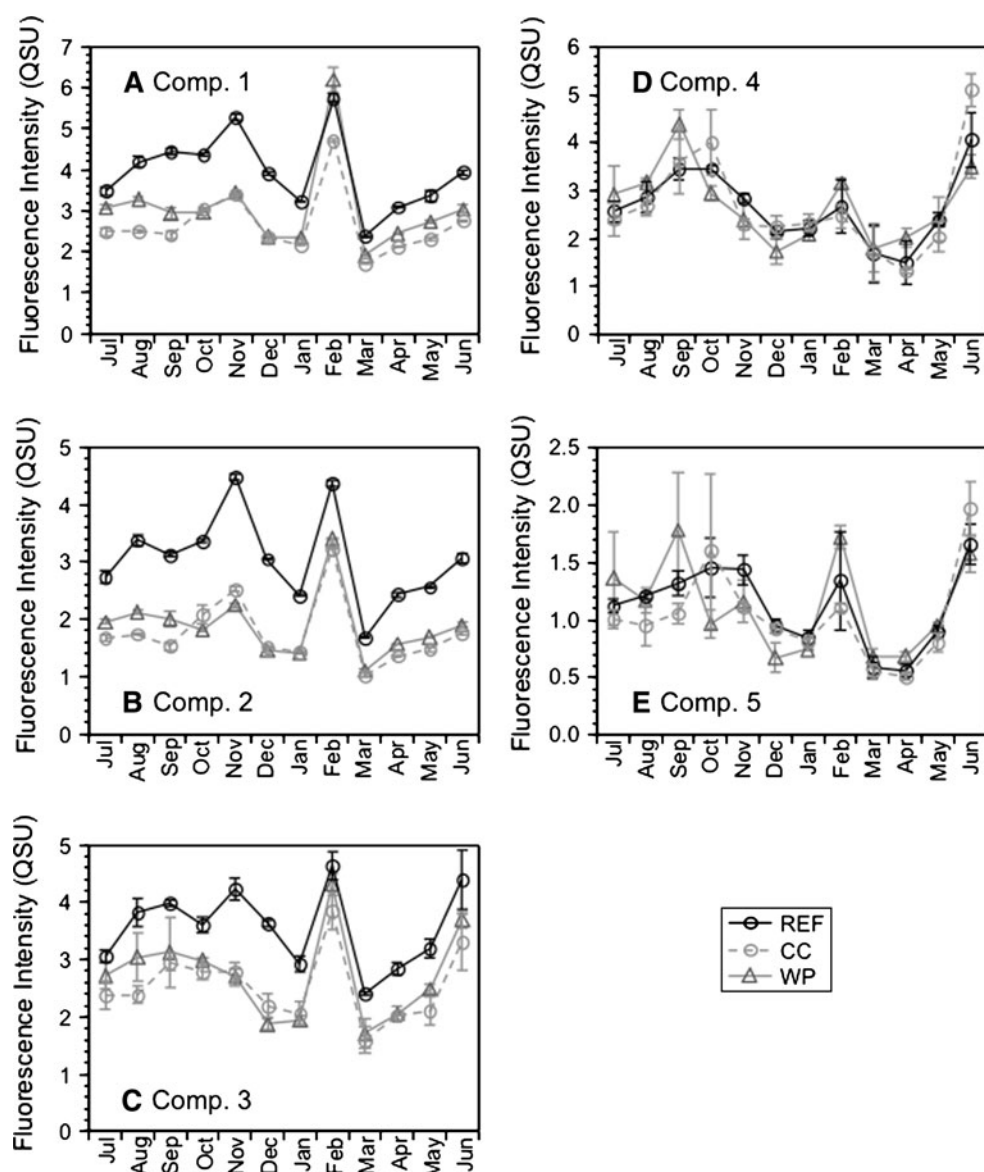 Fluorescence Intensity (QSU)
7
6
5
4
3
2
1
0
A Comp. 1
Jul Aug Sep Oct Nov Dec Jan Feb Mar Apr May Jun
Fluorescence Intensity (QSU)
6
5
4
3
2
1
0
D Comp. 4
Jul Aug Sep Oct Nov Dec Jan Feb Mar Apr May Jun
Fluorescence Intensity (QSU)
5
4
3
2
1
0
B Comp. 2
Jul Aug Sep Oct Nov Dec Jan Feb Mar Apr May Jun
Fluorescence Intensity (QSU)
2.5
2.0
1.5
1.0
0.5
0.0
E Comp. 5
Jul Aug Sep Oct Nov Dec Jan Feb Mar Apr May Jun
Fluorescence Intensity (QSU)
5
4
3
2
1
0
C Comp. 3
Jul Aug Sep Oct Nov Dec Jan Feb Mar Apr May Jun
REF
CC
WP